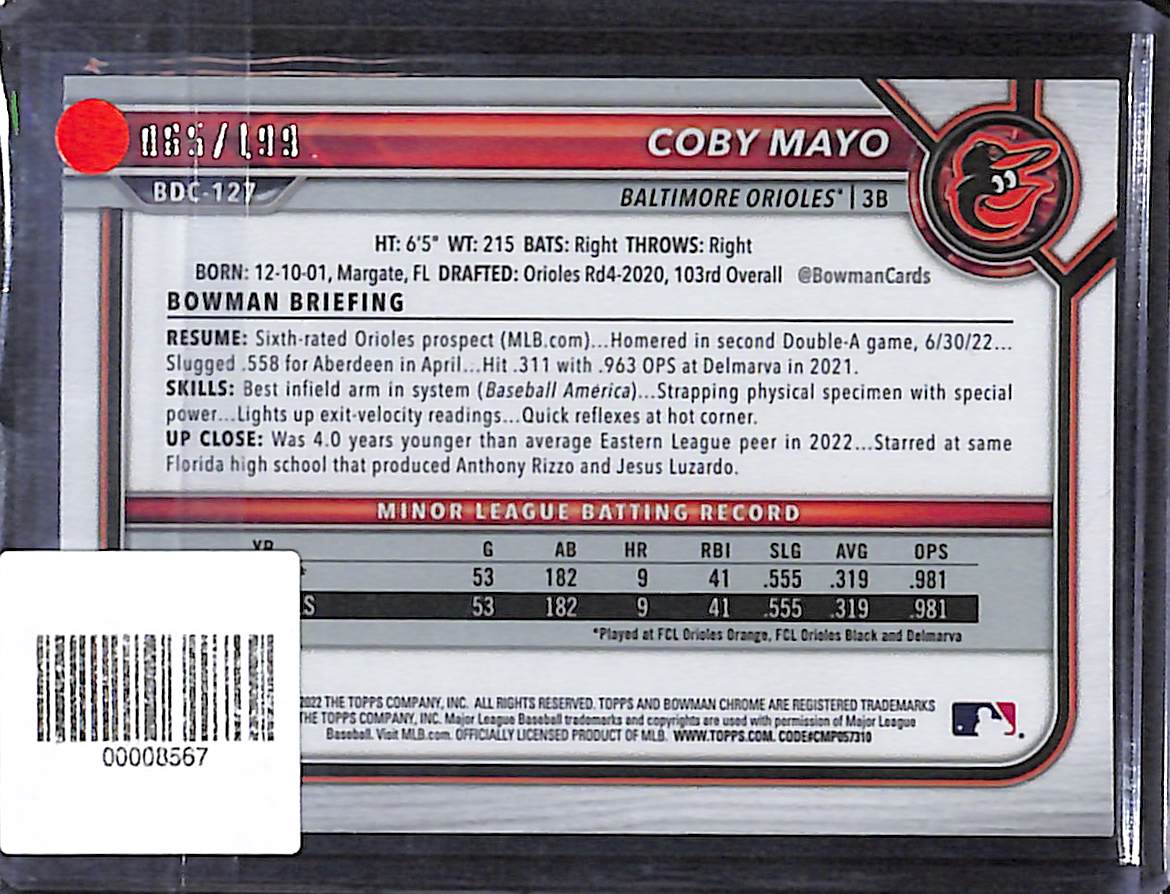 065/199
COBY MAYO
BDC-127
BALTIMORE ORIOLES | 3B
HT: 6'5" WT: 215 BATS: Right THROWS: Right
BORN: 12-10-01, Margate, FL DRAFTED: Orioles Rd4-2020, 103rd Overall @BowmanCards
BOWMAN BRIEFING
RESUME: Sixth-rated Orioles prospect (MLB.com)...Homered in second Double-A game, 6/30/22...
Slugged .558 for Aberdeen in April...Hit .311 with .963 OPS at Delmarva in 2021.
SKILLS: Best infield arm in system (Baseball America)...Strapping physical specimen with special
power...Lights up exit-velocity readings...Quick reflexes at hot corner.
UP CLOSE: Was 4.0 years younger than average Eastern League peer in 2022...Starred at same
Florida high school that produced Anthony Rizzo and Jesus Luzardo.
MINOR LEAGUE BATTING RECORD
YR G AB HR RBI SLG AVG OPS
* 53 182 9 41 .555 .319 .981
S 53 182 9 41 .555 .319 .981
*Played at FCL Orioles Orange, FCL Orioles Black and Delmarva
2022 THE TOPPS COMPANY, INC. ALL RIGHTS RESERVED. TOPPS AND BOWMAN CHROME ARE REGISTERED TRADEMARKS
THE TOPPS COMPANY, INC. Major League Baseball trademarks and copyrights are used with permission of Major League
Baseball. Visit MLB.com. OFFICIALLY LICENSED PRODUCT OF MLB. WWW.TOPPS.COM. CODE#CMP057310
00008567